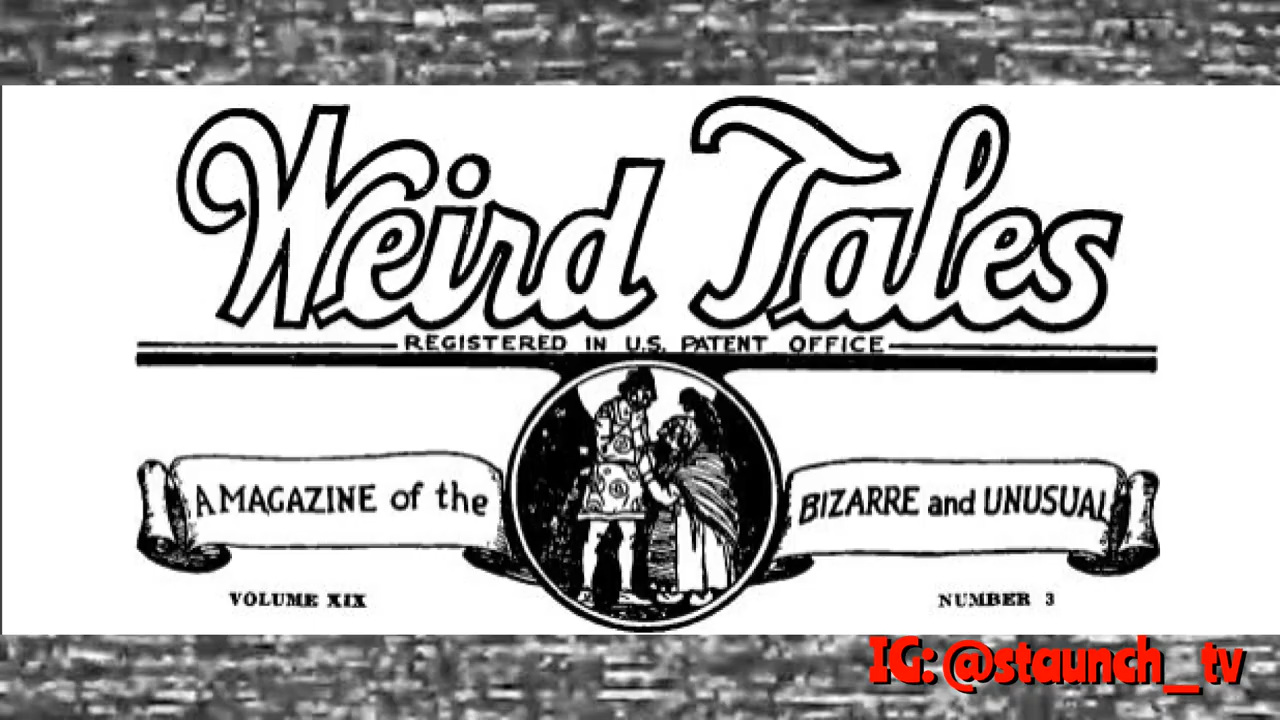 Weird Tales
REGISTERED IN U.S. PATENT OFFICE
A MAGAZINE of the
BIZARRE and UNUSUAL
VOLUME XIX
NUMBER 3
IG: @staunch_tv